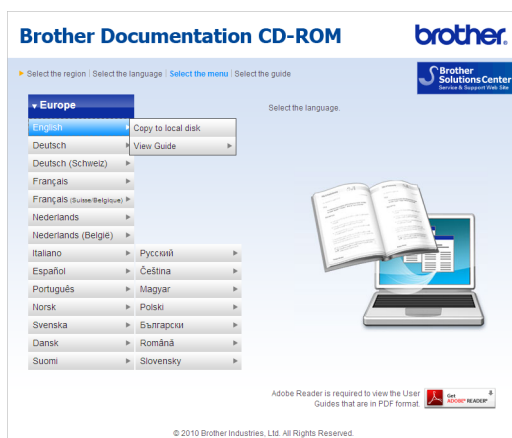 Brother Documentation CD-ROM
brother.
Select the region | Select the language | Select the menu | Select the guide
Brother
Solutions Center
Service & Support Web Site
Europe
Select the language.
English
Copy to local disk
Deutsch
View Guide
Deutsch (Schweiz)
Français
Français (Suisse/Belgique)
Nederlands
Nederlands (België)
Italiano
Русский
Español
Čeština
Português
Magyar
Norsk
Polski
Svenska
Български
Dansk
Română
Suomi
Slovensky
Adobe Reader is required to view the User
Guides that are in PDF format.
Get
ADOBE® READER®
© 2010 Brother Industries, Ltd. All Rights Reserved.